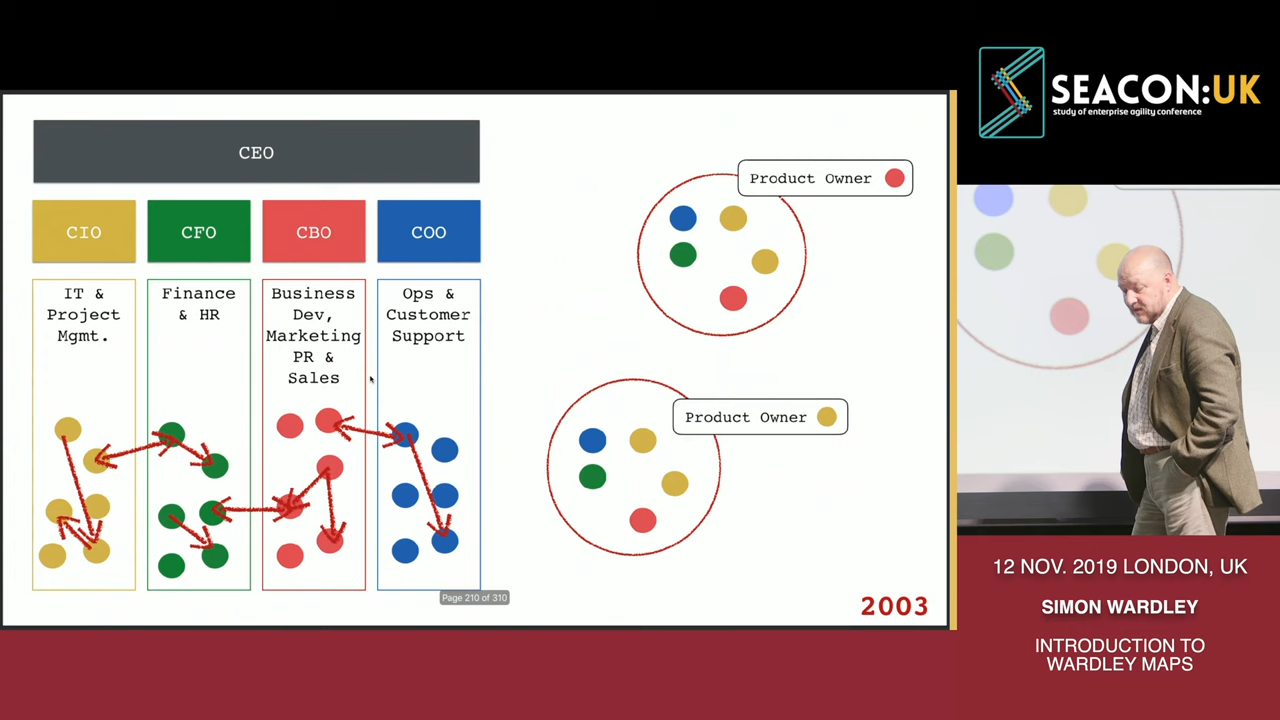 CEO
CIO
CFO
CBO
COO
IT &
Project
Mgmt.
Finance
& HR
Business
Dev,
Marketing
PR &
Sales
Ops &
Customer
Support
Product Owner
Product Owner
Page 210 of 310
2003
SEACON:UK
study of enterprise agility conference
12 NOV. 2019 LONDON, UK
SIMON WARDLEY
INTRODUCTION TO
WARDLEY MAPS